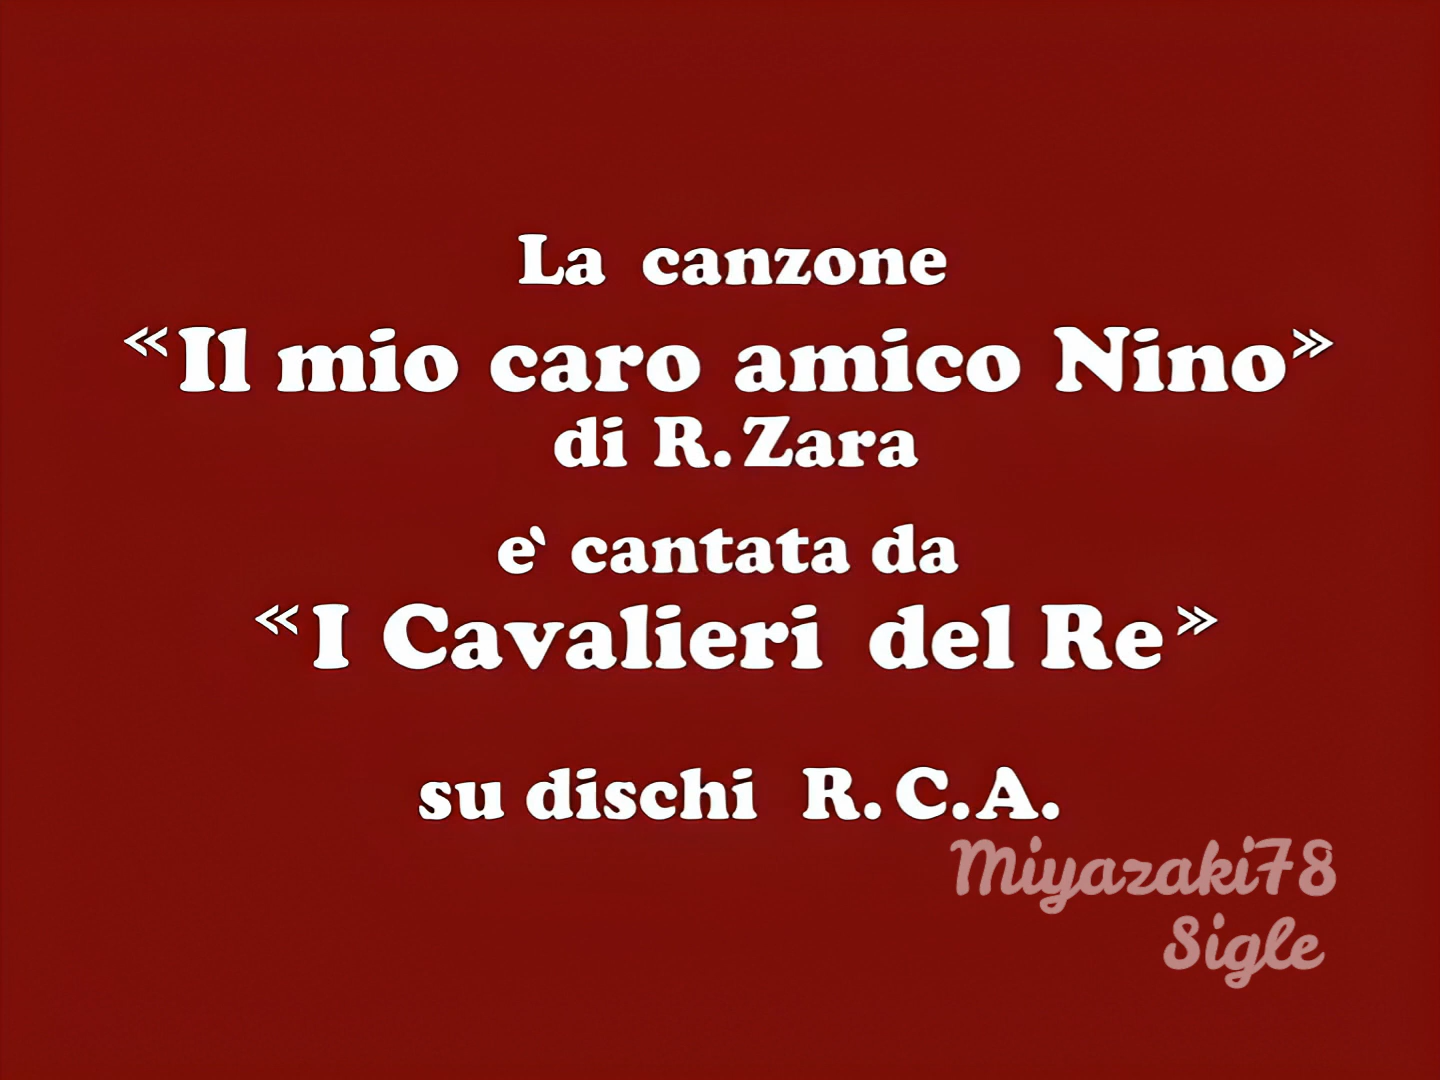 La canzone
«Il mio caro amico Nino»
di R. Zara
e` cantata da
«I Cavalieri del Re»
su dischi R.C.A.
Miyazaki78
Sigle